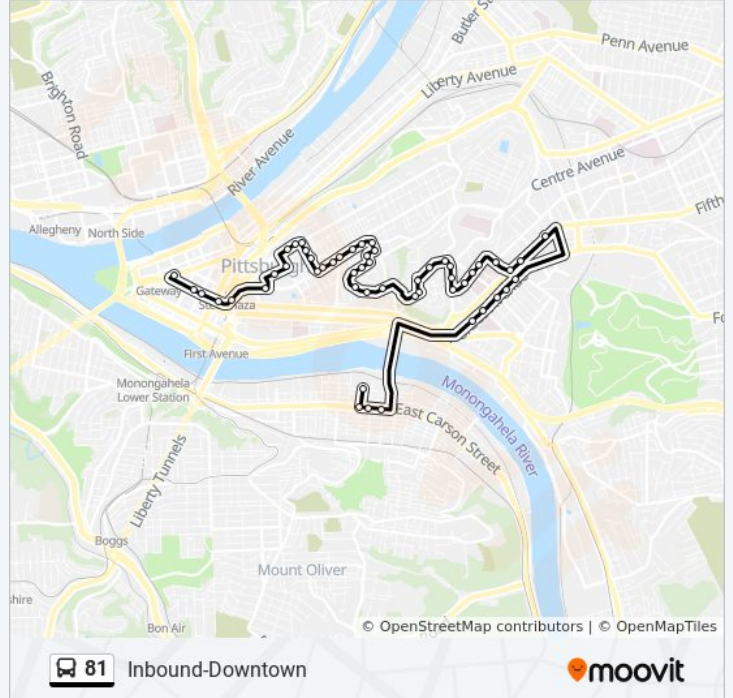 Butler S
Penn Avenue
Liberty Avenue
Brighton Road
River Avenue
Centre Avenue
Fifth
Allegheny
North Side
Pittsburgh
Gateway
Plaza
First Avenue
Monongahela
Lower Station
Monongahela River
East Carson Street
Liberty Tunnels
Boggs
Mount Oliver
hire
Bon Air
© OpenStreetMap contributors | © OpenMapTiles
81
Inbound-Downtown
moovit